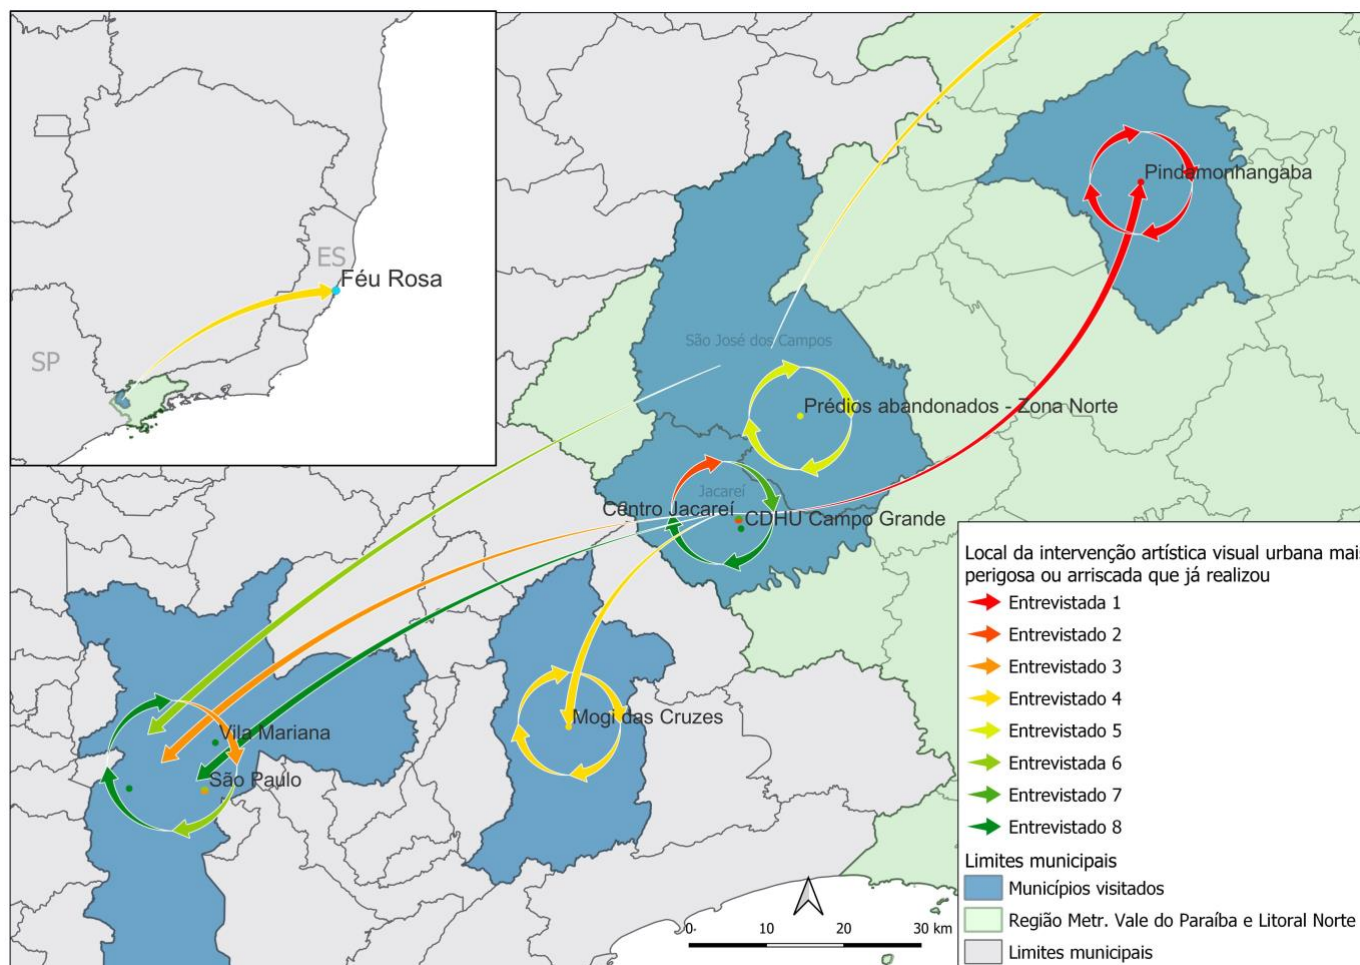 ES
Féu Rosa
SP
Pindamonhangaba
São José dos Campos
Prédios abandonados - Zona Norte
Jacareí
Centro Jacareí
CDHU Campo Grande
Mogi das Cruzes
Vila Mariana
São Paulo
Local da intervenção artística visual urbana mais
perigosa ou arriscada que já realizou
Entrevistada 1
Entrevistado 2
Entrevistado 3
Entrevistado 4
Entrevistado 5
Entrevistada 6
Entrevistado 7
Entrevistado 8
Limites municipais
Municípios visitados
Região Metr. Vale do Paraíba e Litoral Norte
Limites municipais
0 10 20 30 km